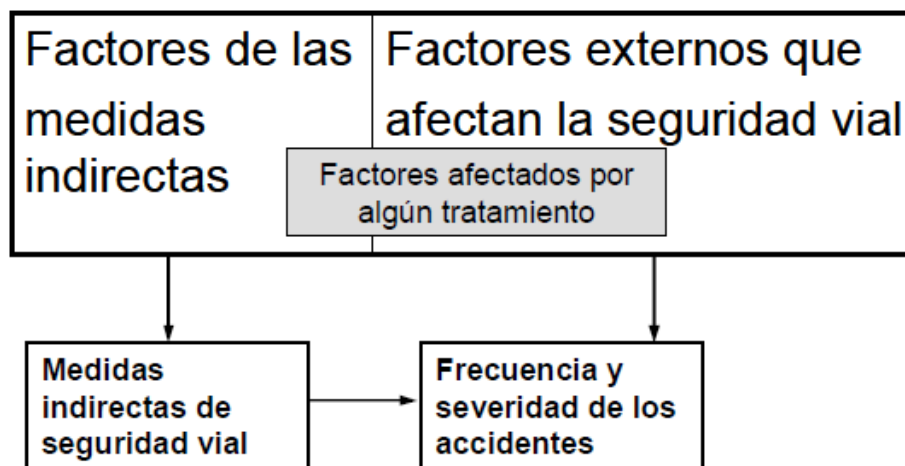 Factores de las
medidas
indirectas
Factores externos que
afectan la seguridad vial
Factores afectados por
algún tratamiento
Medidas
indirectas de
seguridad vial
Frecuencia y
severidad de los
accidentes